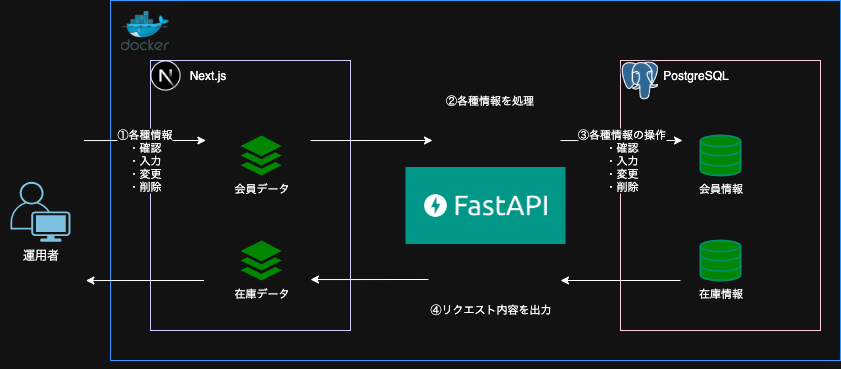 docker
Next.js
PostgreSQL
②各種情報を処理
①各種情報
・確認
・入力
・変更
・削除
③各種情報の操作
・確認
・入力
・変更
・削除
会員データ
FastAPI
会員情報
運用者
在庫データ
在庫情報
④リクエスト内容を出力